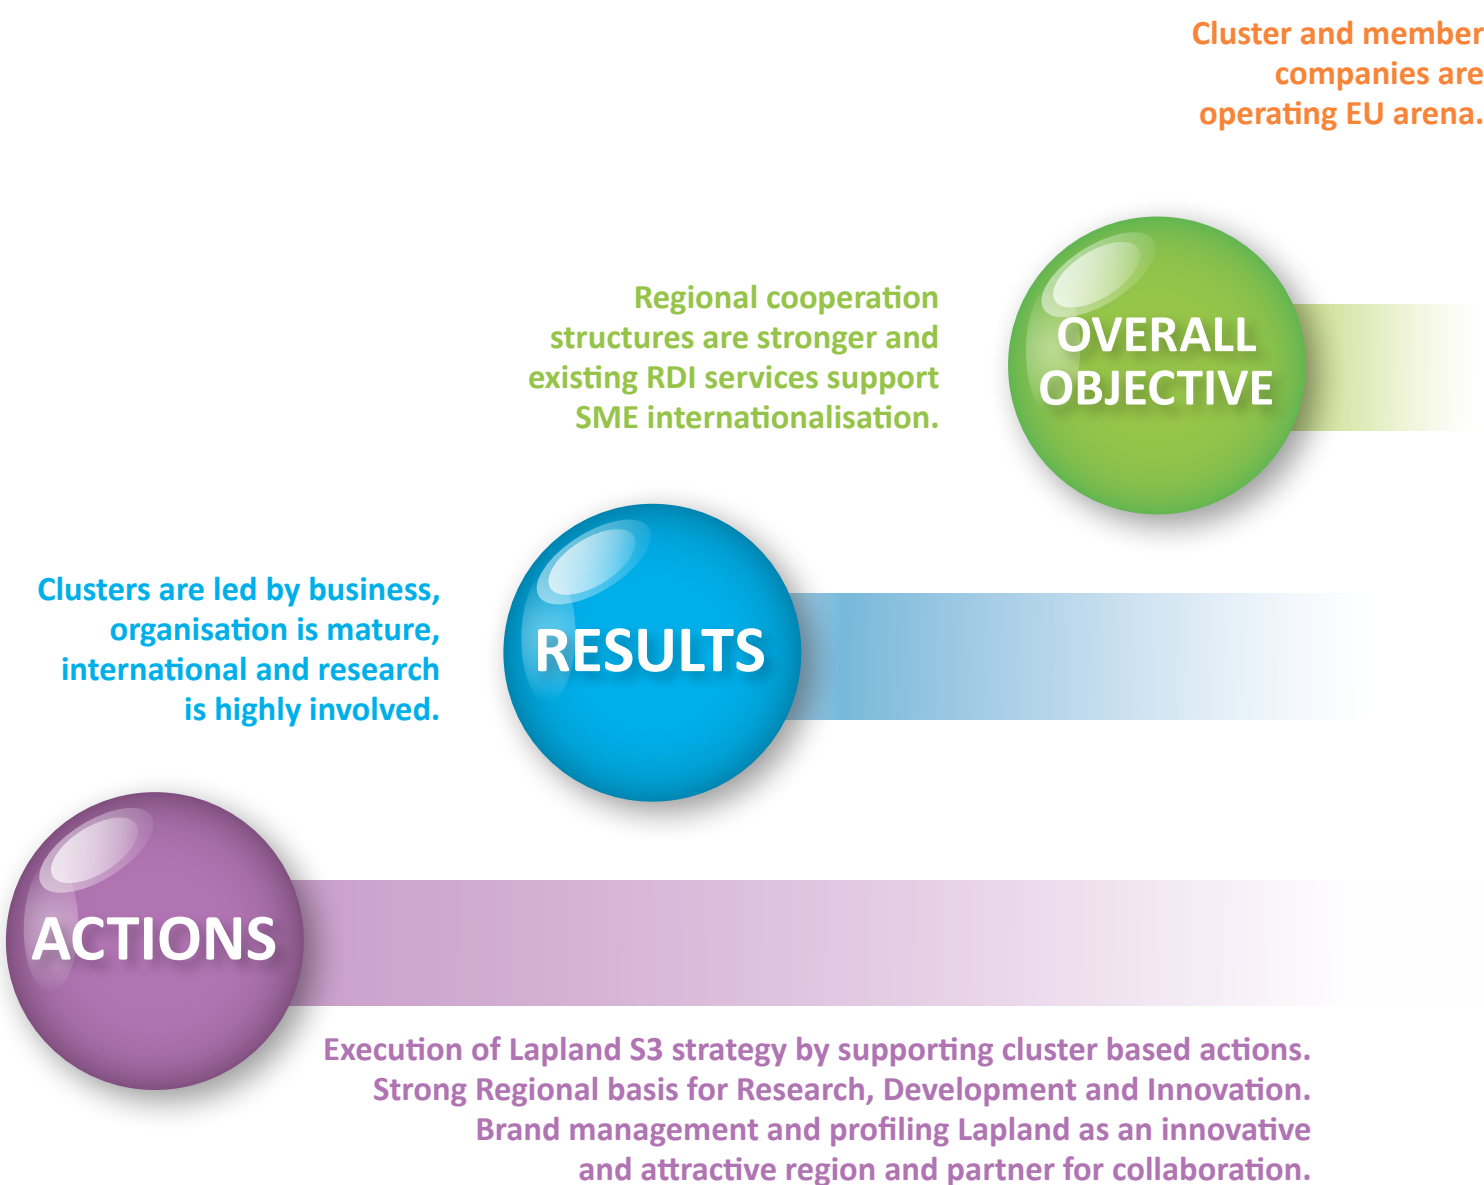 Cluster and member
companies are
operating EU arena.
Regional cooperation
structures are stronger and
existing RDI services support
SME internationalisation.
OVERALL
OBJECTIVE
Clusters are led by business,
organisation is mature,
international and research
is highly involved.
RESULTS
ACTIONS
Execution of Lapland S3 strategy by supporting cluster based actions.
Strong Regional basis for Research, Development and Innovation.
Brand management and profiling Lapland as an innovative
and attractive region and partner for collaboration.